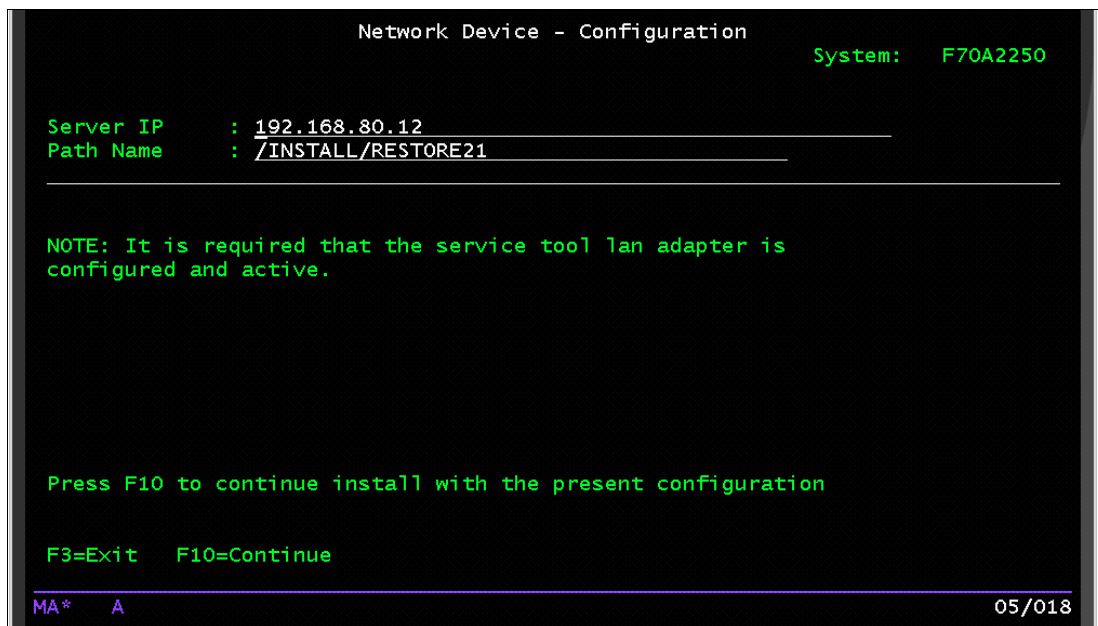 Network Device - Configuration
System: F70A2250
Server IP : 192.168.80.12
Path Name : /INSTALL/RESTORE21
NOTE: It is required that the service tool lan adapter is
configured and active.
Press F10 to continue install with the present configuration
F3=Exit F10=Continue
MA* A 05/018